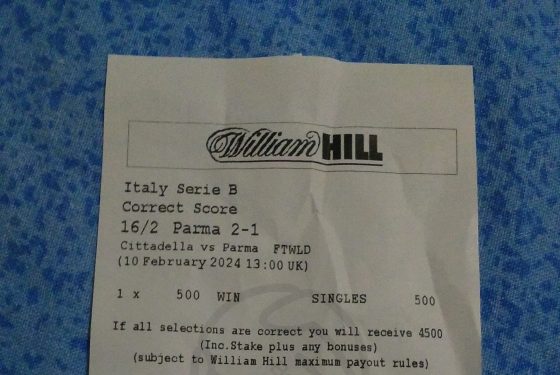 William HILL
Italy Serie B
Correct Score
16/2 Parma 2-1
Cittadella vs Parma FTWLD
(10 February 2024 13:00 UK)
1 x 500 WIN SINGLES 500
If all selections are correct you will receive 4500
(Inc.Stake plus any bonuses)
(subject to William Hill maximum payout rules)